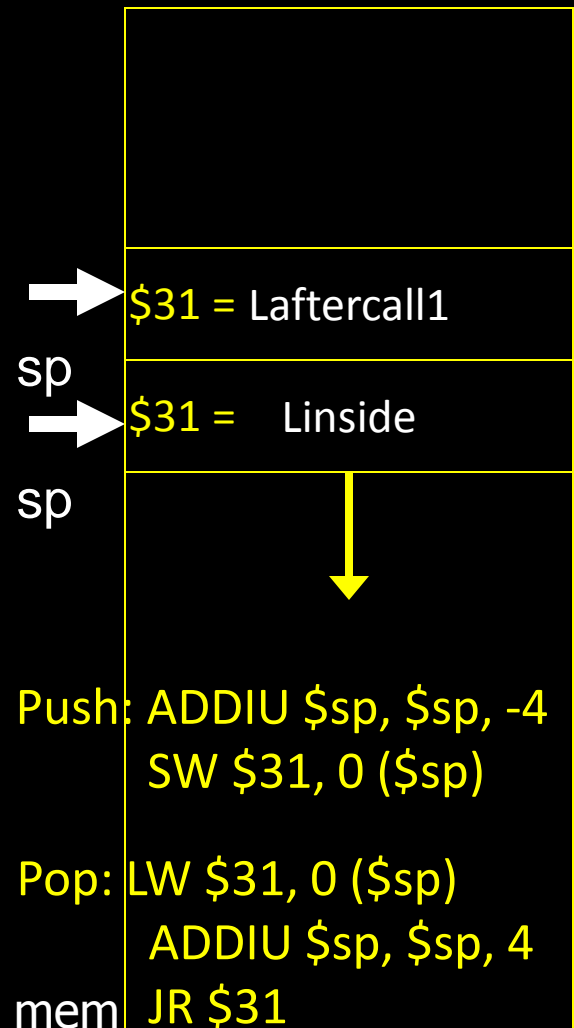 $31 = Laftercall1
sp
$31 = Linside
sp
Push: ADDIU $sp, $sp, -4
SW $31, 0 ($sp)
Pop: LW $31, 0 ($sp)
ADDIU $sp, $sp, 4
mem JR $31